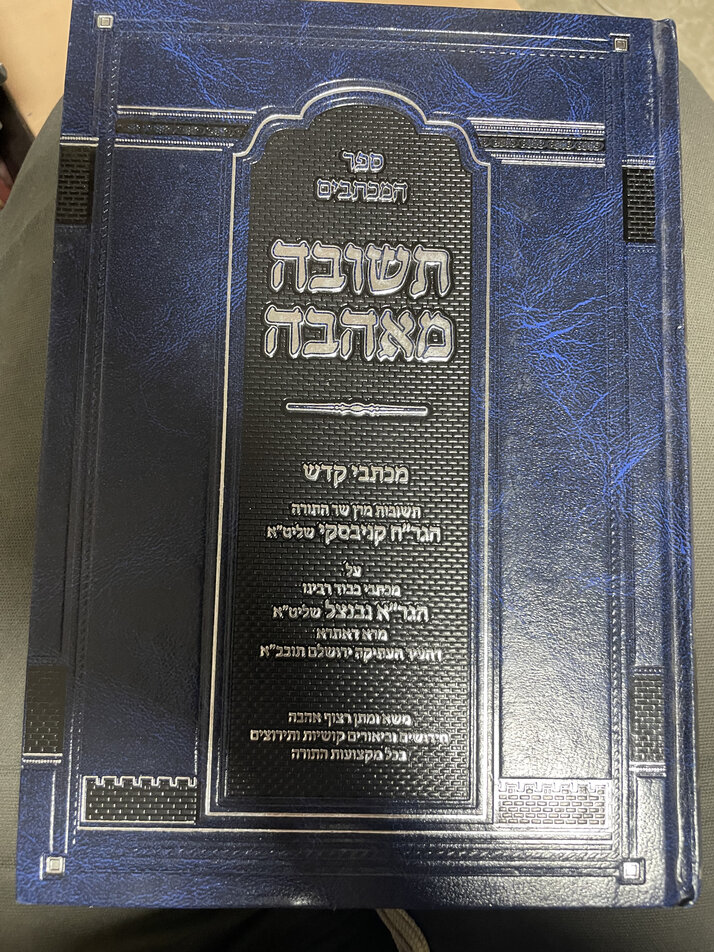 ספר
המכתבים
תשובה
מאהבה
מכתבי קדש
תשובות מרן שר התורה
הגר"ח קניבסקי שליט"א
על
מכתבי כבוד רבינו
הגר"א נבנצל שליט"א
מרא דאתרא
דהעיר העתיקה ירושלם תובב"א
משא ומתן רצוף אהבה
חידושים וביאורים קושיות ותירוצים
בכל מקצועות התורה